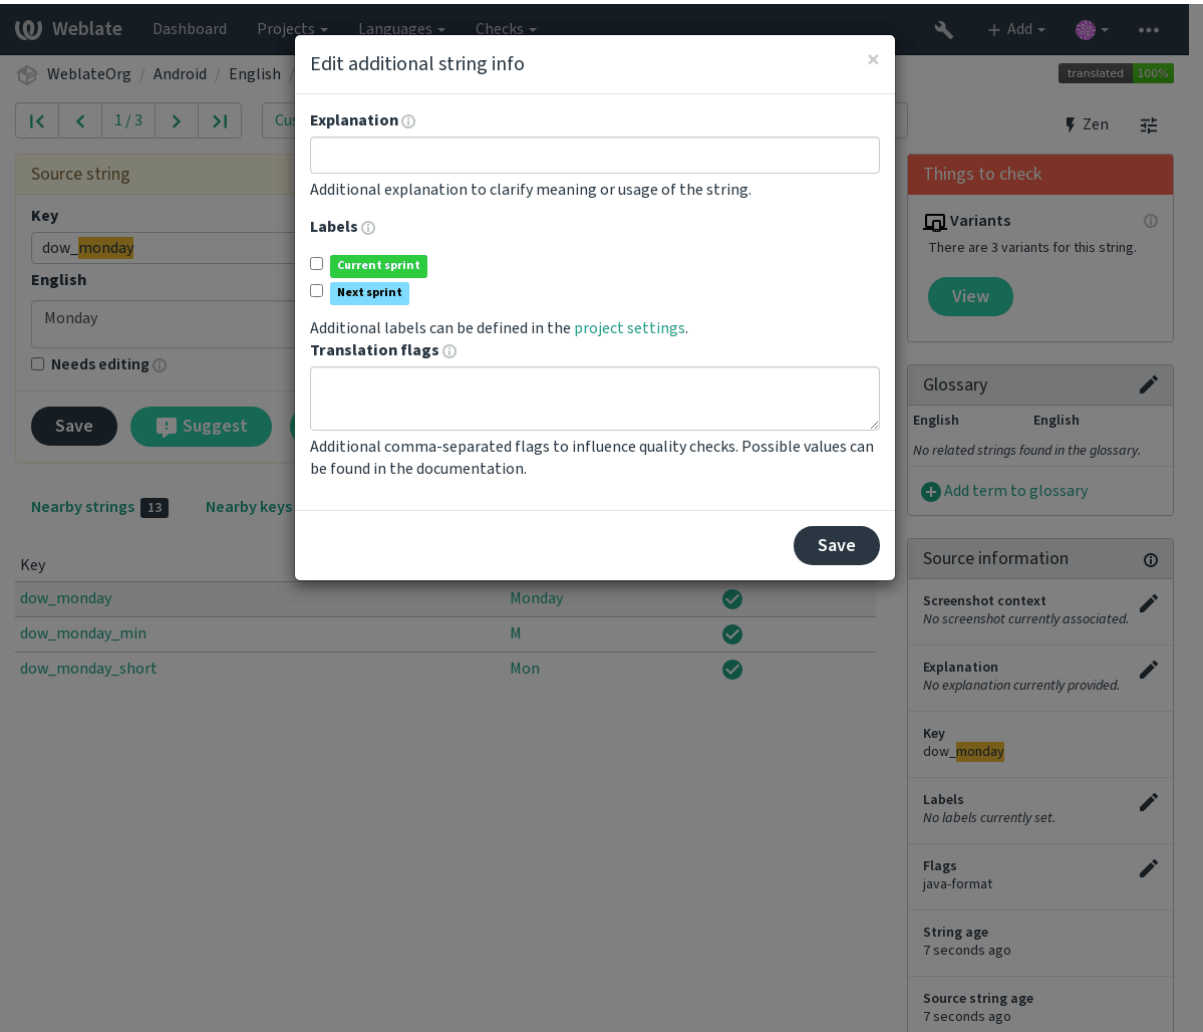 Weblate Dashboard Projects Languages Checks + Add •••
WeblateOrg / Android / English /
translated 100%
1 / 3
Cus
Zen
Edit additional string info
×
Explanation
Additional explanation to clarify meaning or usage of the string.
Labels
Current sprint
Next sprint
Additional labels can be defined in the project settings.
Translation flags
Additional comma-separated flags to influence quality checks. Possible values can
be found in the documentation.
Save
Source string
Key
dow_monday
English
Monday
Needs editing
Save Suggest
Nearby strings 13 Nearby keys
Key
dow_monday Monday
dow_monday_min M
dow_monday_short Mon
Things to check
Variants
There are 3 variants for this string.
View
Glossary
English English
No related strings found in the glossary.
Add term to glossary
Source information
Screenshot context
No screenshot currently associated.
Explanation
No explanation currently provided.
Key
dow_monday
Labels
No labels currently set.
Flags
java-format
String age
7 seconds ago
Source string age
7 seconds ago